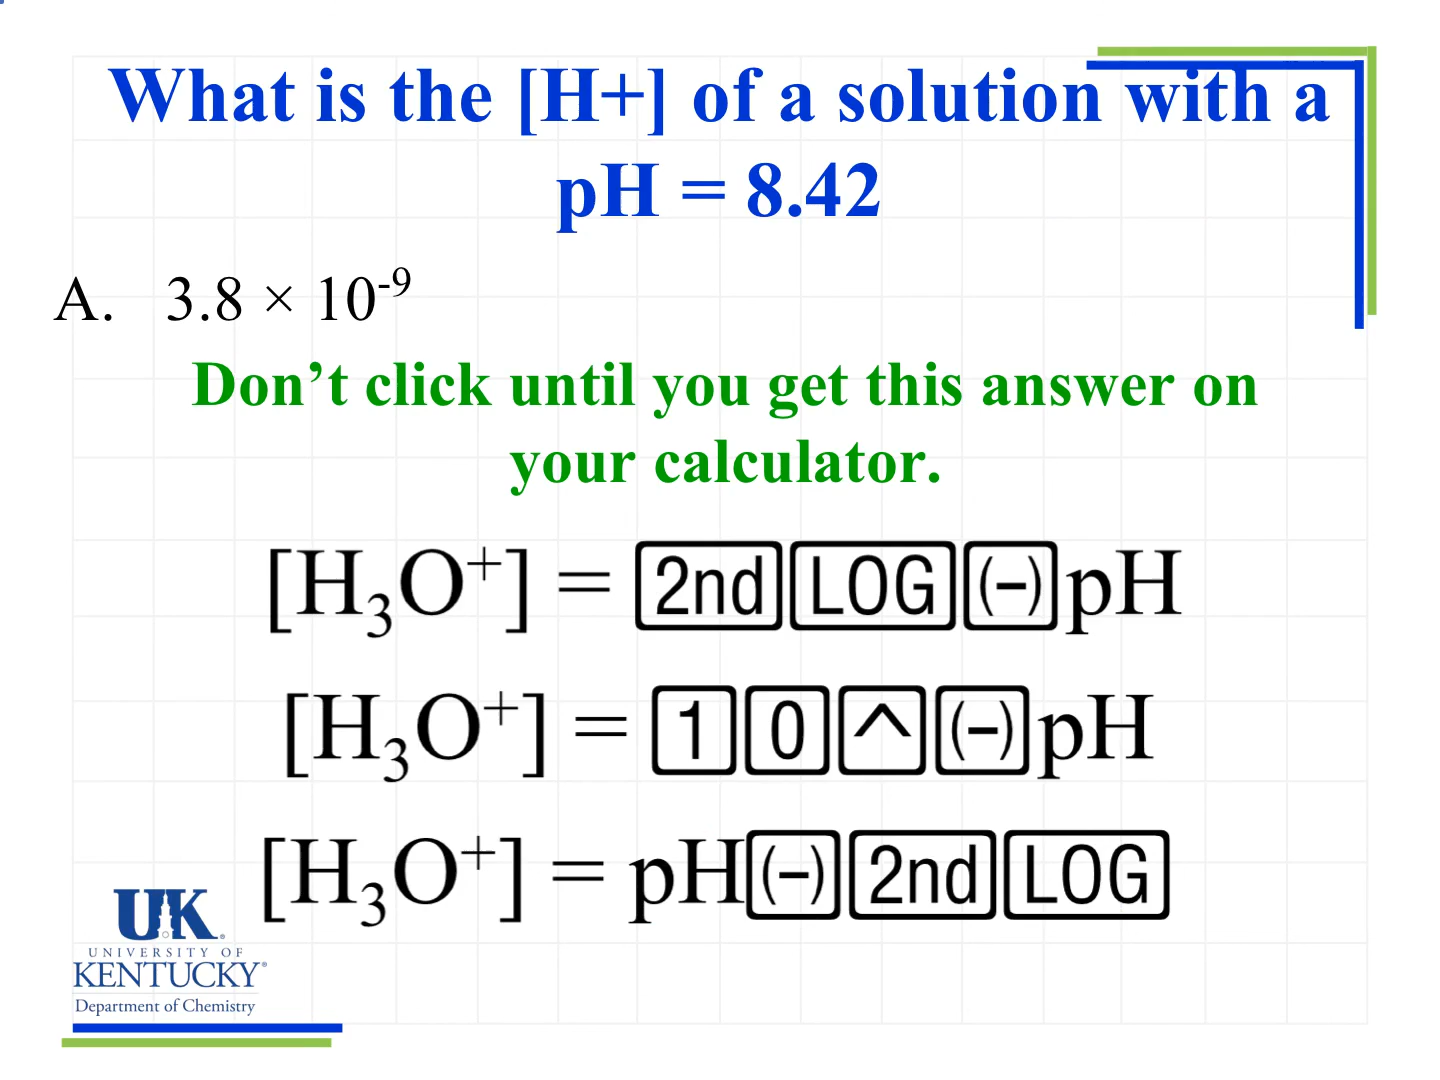 What is the [H+] of a solution with a
pH = 8.42
A. 3.8 × 10⁻⁹
Don’t click until you get this answer on
your calculator.
[H₃O⁺] = 2nd LOG (–) pH
[H₃O⁺] = 1 0 ^ (–) pH
[H₃O⁺] = pH (–) 2nd LOG
UK®
UNIVERSITY OF
KENTUCKY®
Department of Chemistry